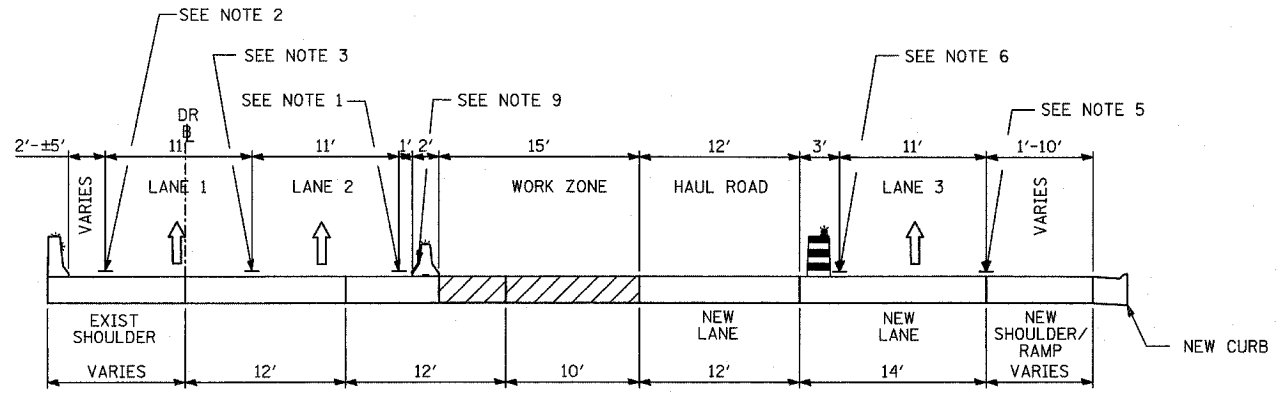 SEE NOTE 2
SEE NOTE 3
SEE NOTE 6
SEE NOTE 1
SEE NOTE 9
SEE NOTE 5
DR
BL
2'-±5'
11'
11'
1'
2'
15'
12'
3'
11'
1'-10'
VARIES
LANE 1
LANE 2
WORK ZONE
HAUL ROAD
LANE 3
VARIES
EXIST
SHOULDER
NEW
LANE
NEW
LANE
NEW
SHOULDER/
RAMP
NEW CURB
VARIES
12'
12'
10'
12'
14'
VARIES